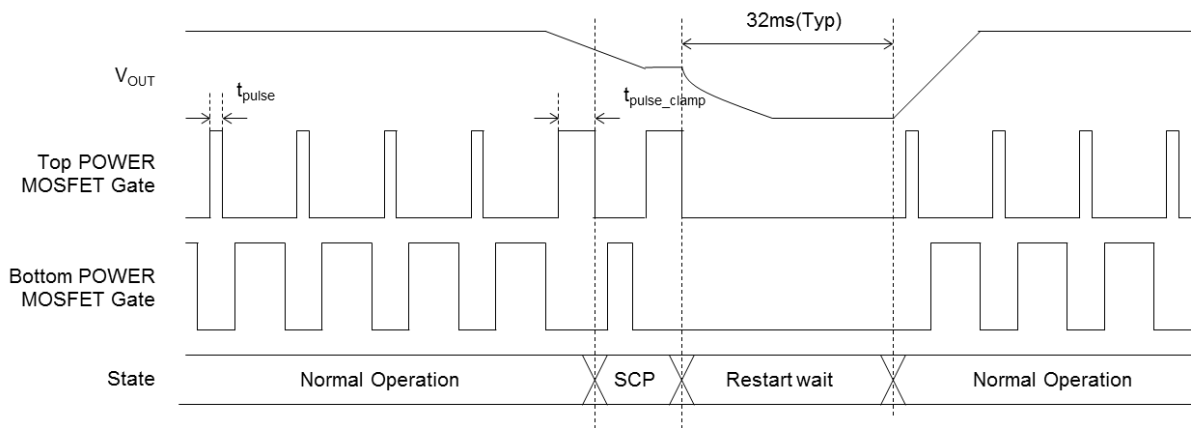 32ms(Typ)
VOUT
tpulse
tpulse_clamp
Top POWER
MOSFET Gate
Bottom POWER
MOSFET Gate
State
Normal Operation
SCP
Restart wait
Normal Operation